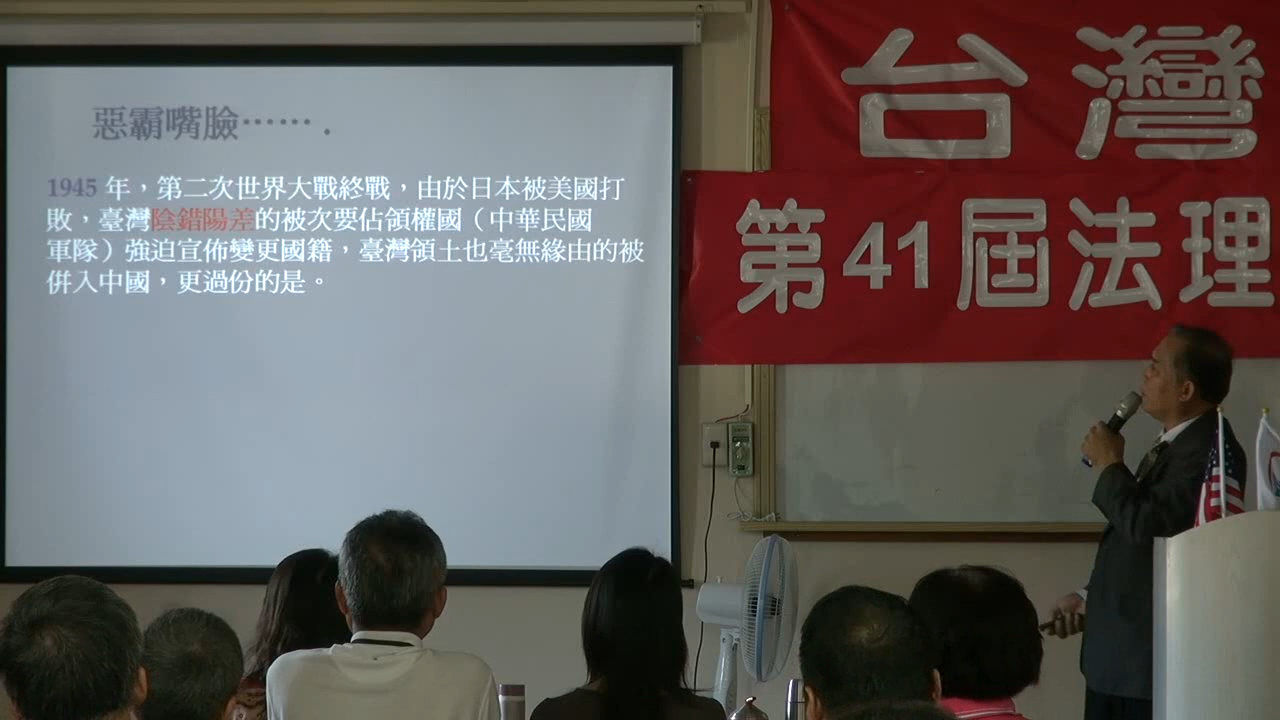 惡霸嘴臉⋯⋯.
1945 年，第二次世界大戰終戰，由於日本被美國打
敗，臺灣陰錯陽差的被次要佔領權國（中華民國
軍隊）強迫宣佈變更國籍，臺灣領土也毫無緣由的被
併入中國，更過份的是。
台灣
第41屆法理